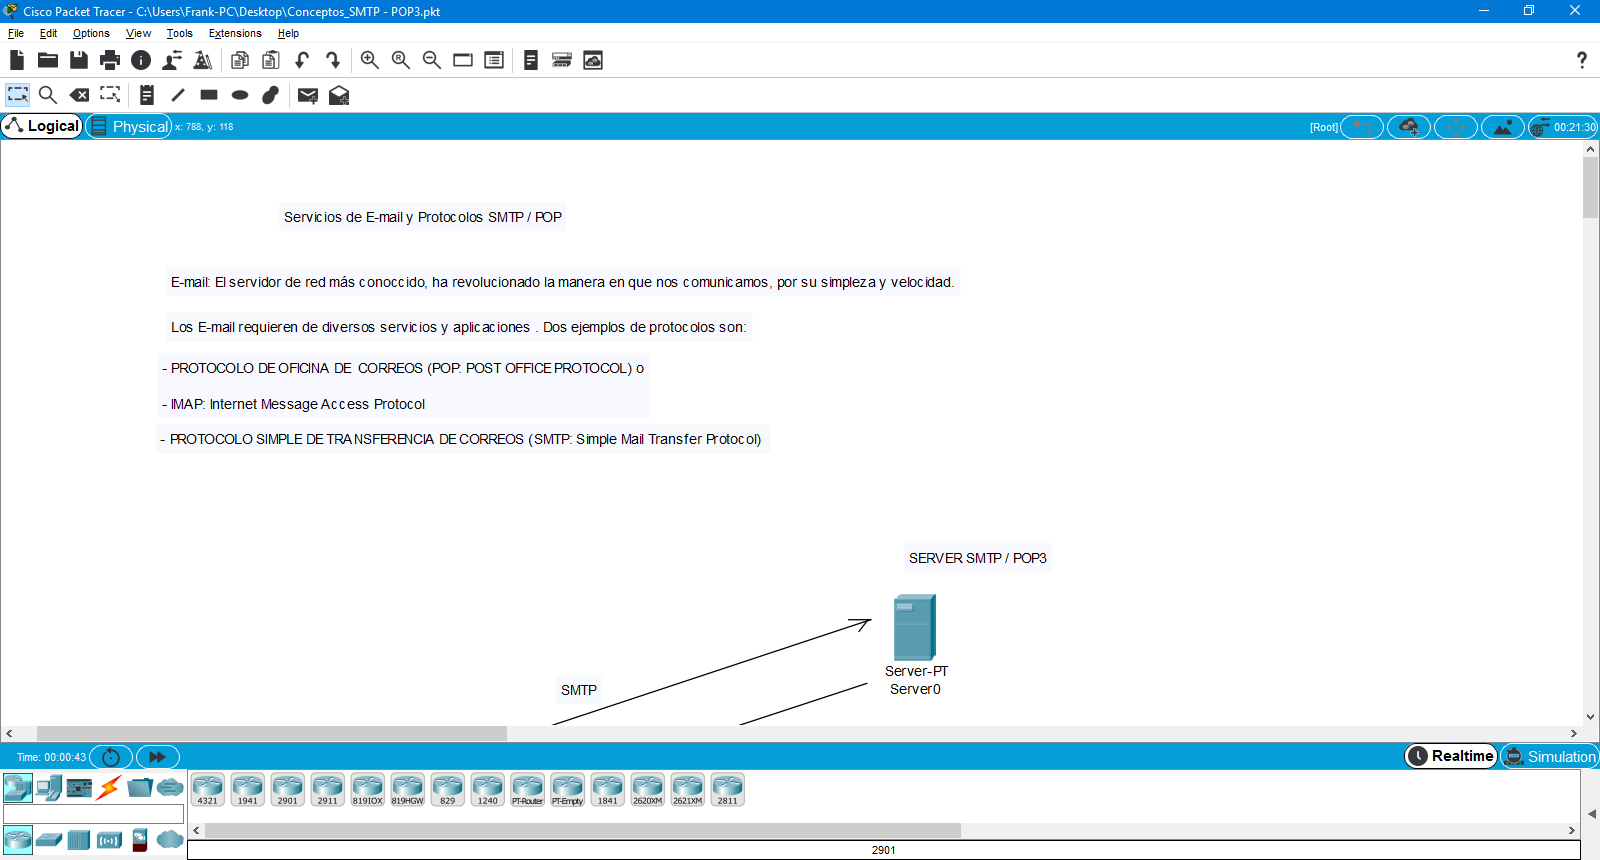 Cisco Packet Tracer - C:\Users\Frank-PC\Desktop\Conceptos_SMTP - POP3.pkt
File Edit Options View Tools Extensions Help
Logical Physical x: 788, y: 118 [Root] 00:21:30
Servicios de E-mail y Protocolos SMTP / POP
E-mail: El servidor de red más conoccido, ha revolucionado la manera en que nos comunicamos, por su simpleza y velocidad.
Los E-mail requieren de diversos servicios y aplicaciones . Dos ejemplos de protocolos son:
- PROTOCOLO DE OFICINA DE CORREOS (POP: POST OFFICE PROTOCOL) o
- IMAP: Internet Message Access Protocol
- PROTOCOLO SIMPLE DE TRANSFERENCIA DE CORREOS (SMTP: Simple Mail Transfer Protocol)
SERVER SMTP / POP3
Server-PT
Server0
SMTP
Time: 00:00:43 Realtime Simulation
4321 1941 2901 2911 819IOX 819HGW 829 1240 PT-Router PT-Empty 1841 2620XM 2621XM 2811
2901